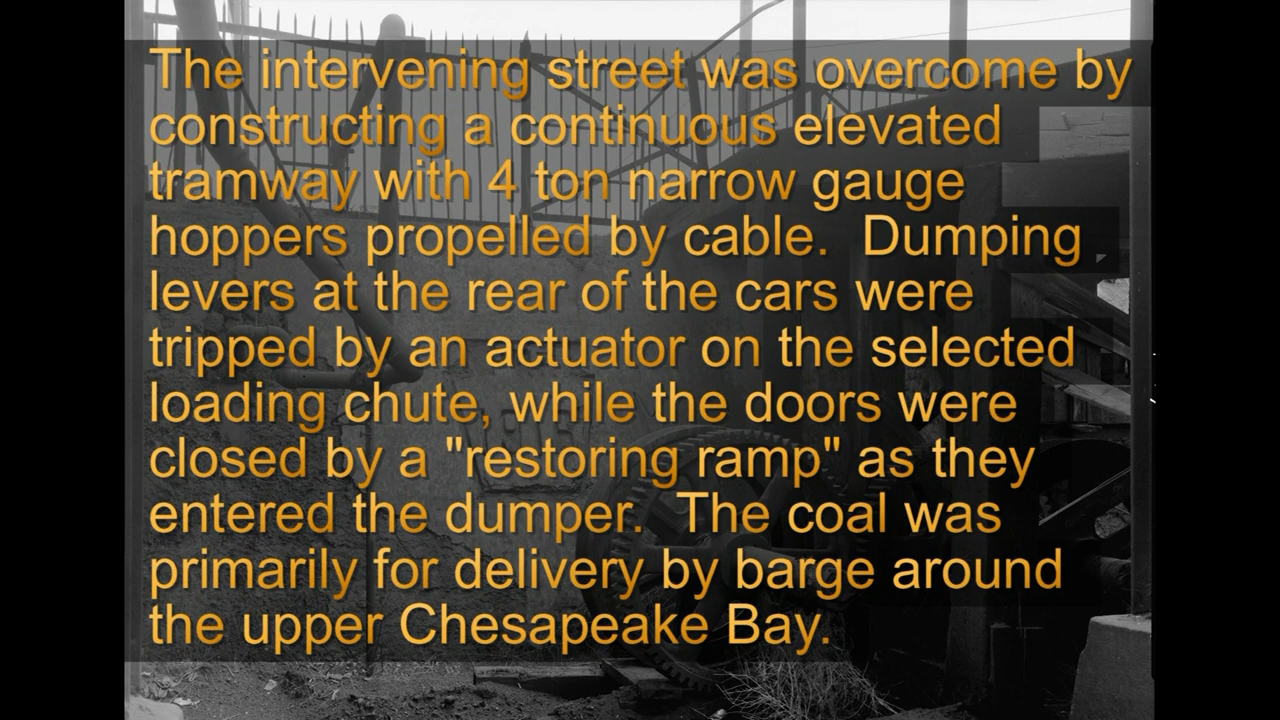 The intervening street was overcome by
constructing a continuous elevated
tramway with 4 ton narrow gauge
hoppers propelled by cable.  Dumping
levers at the rear of the cars were
tripped by an actuator on the selected
loading chute, while the doors were
closed by a "restoring ramp" as they
entered the dumper.  The coal was
primarily for delivery by barge around
the upper Chesapeake Bay.